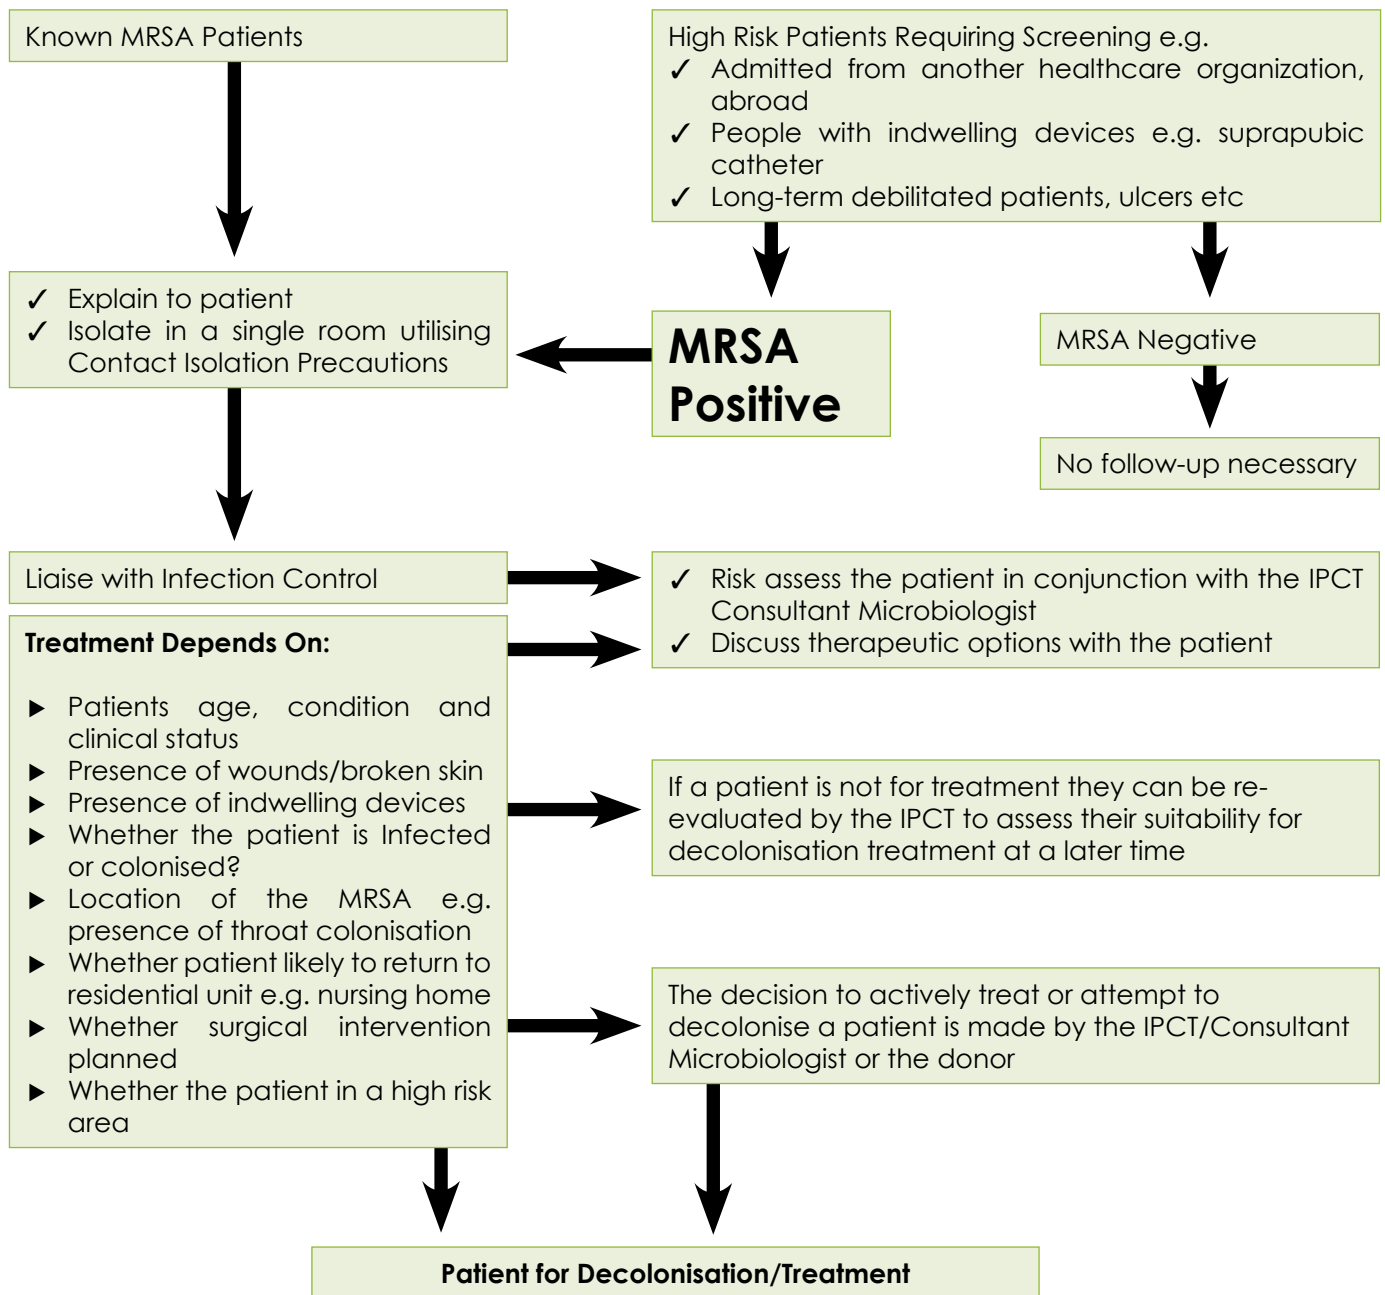 Known MRSA Patients
High Risk Patients Requiring Screening e.g.
✓ Admitted from another healthcare organization,
abroad
✓ People with indwelling devices e.g. suprapubic
catheter
✓ Long-term debilitated patients, ulcers etc
✓ Explain to patient
✓ Isolate in a single room utilising
Contact Isolation Precautions
MRSA
Positive
MRSA Negative
No follow-up necessary
Liaise with Infection Control
✓ Risk assess the patient in conjunction with the IPCT
Consultant Microbiologist
✓ Discuss therapeutic options with the patient
Treatment Depends On:
► Patients age, condition and
clinical status
► Presence of wounds/broken skin
► Presence of indwelling devices
► Whether the patient is Infected
or colonised?
► Location of the MRSA e.g.
presence of throat colonisation
► Whether patient likely to return to
residential unit e.g. nursing home
► Whether surgical intervention
planned
► Whether the patient in a high risk
area
If a patient is not for treatment they can be re-
evaluated by the IPCT to assess their suitability for
decolonisation treatment at a later time
The decision to actively treat or attempt to
decolonise a patient is made by the IPCT/Consultant
Microbiologist or the donor
Patient for Decolonisation/Treatment